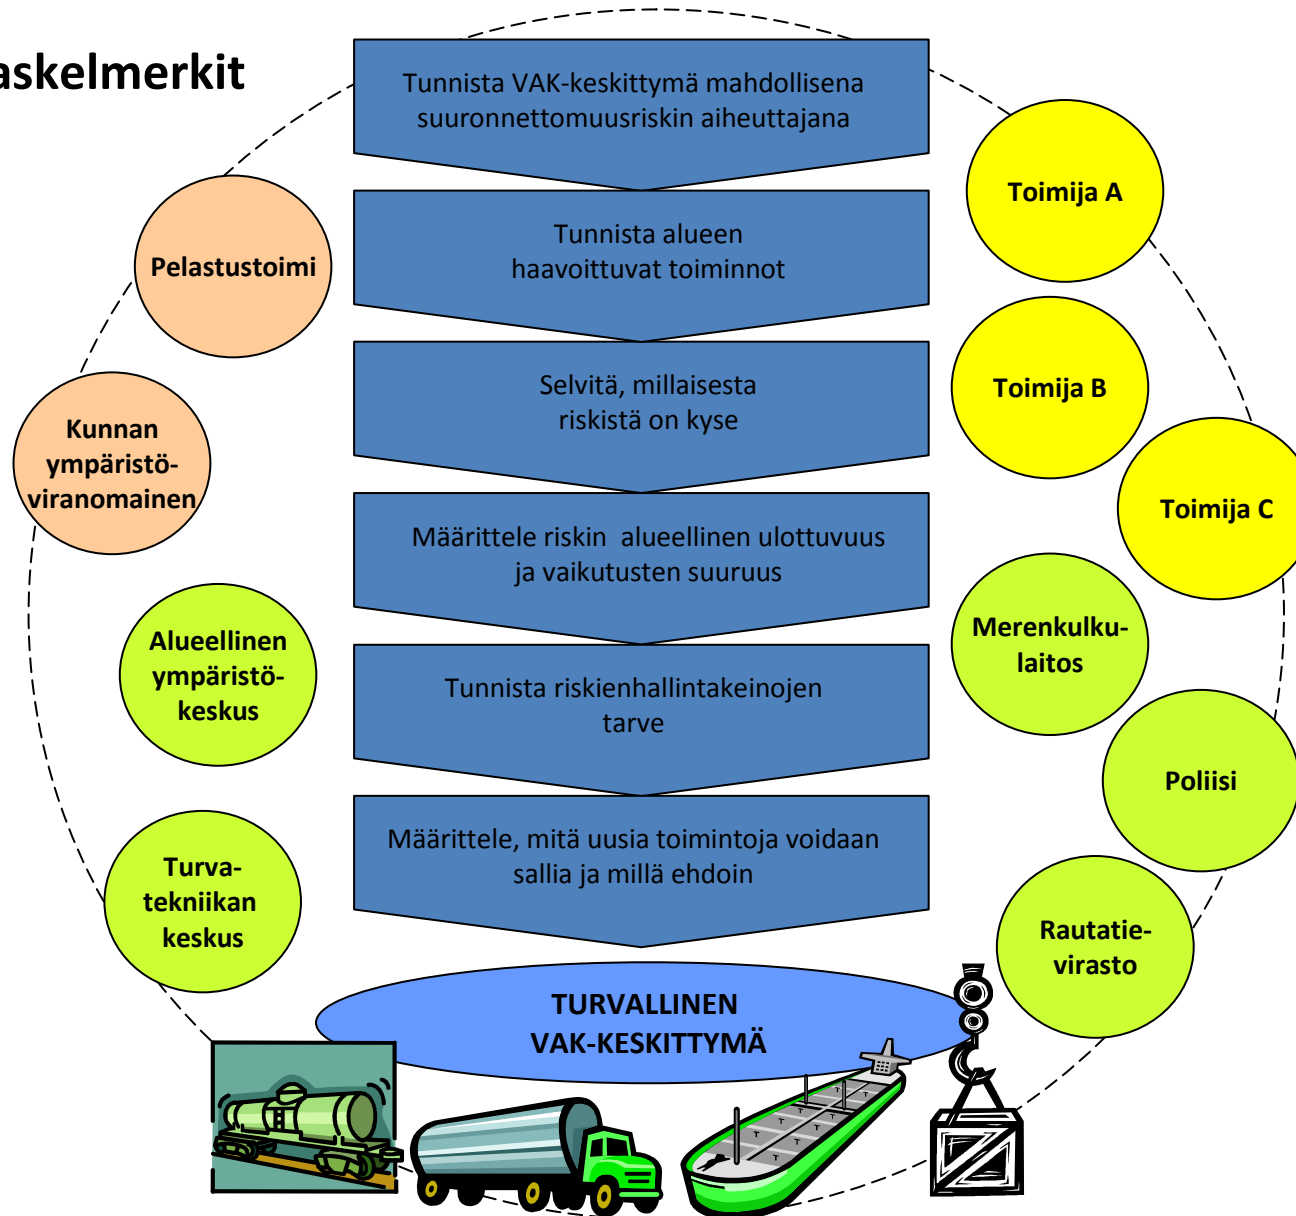 askelmerkit
Tunnista VAK-keskittymä mahdollisena
suuronnettomuusriskin aiheuttajana
Tunnista alueen
haavoittuvat toiminnot
Selvitä, millaisesta
riskistä on kyse
Määrittele riskin alueellinen ulottuvuus
ja vaikutusten suuruus
Tunnista riskienhallintakeinojen
tarve
Määrittele, mitä uusia toimintoja voidaan
sallia ja millä ehdoin
TURVALLINEN
VAK-KESKITTYMÄ
Pelastustoimi
Kunnan
ympäristö-
viranomainen
Alueellinen
ympäristö-
keskus
Turva-
tekniikan
keskus
Toimija A
Toimija B
Toimija C
Merenkulku-
laitos
Poliisi
Rautatie-
virasto